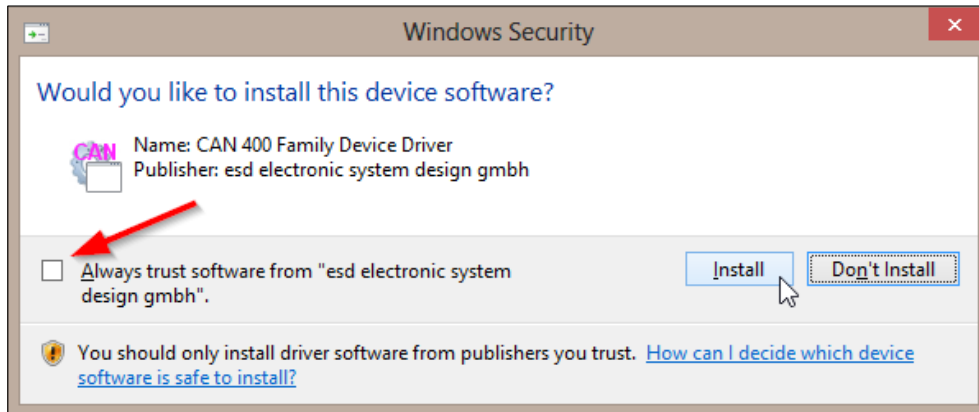 Windows Security
Would you like to install this device software?
CAN
Name: CAN 400 Family Device Driver
Publisher: esd electronic system design gmbh
Always trust software from "esd electronic system
design gmbh".
Install
Don't Install
You should only install driver software from publishers you trust. How can I decide which device
software is safe to install?